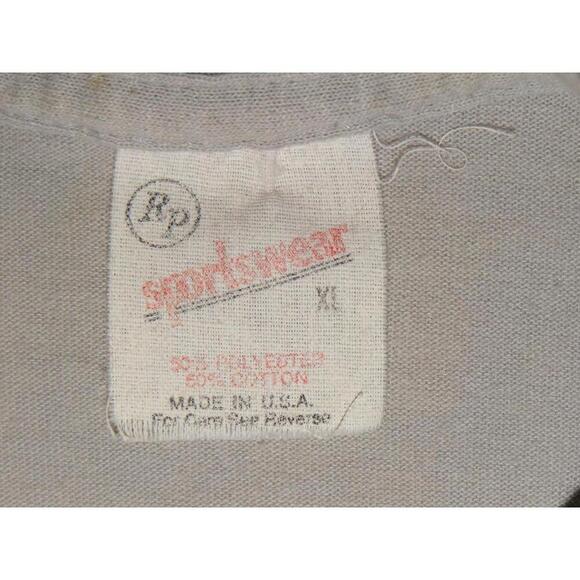 Rp
sportswear
XL
50% POLYESTER
50% COTTON
MADE IN U.S.A.
For Care See Reverse